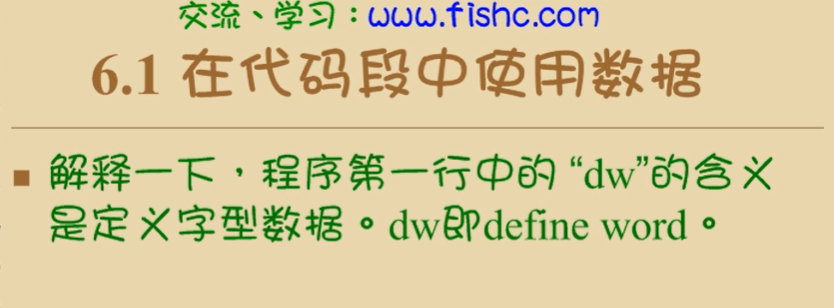 交流、学习：www.fishc.com
6.1 在代码段中使用数据
■ 解释一下，程序第一行中的 “dw”的含义
是定义字型数据。dw即define word。